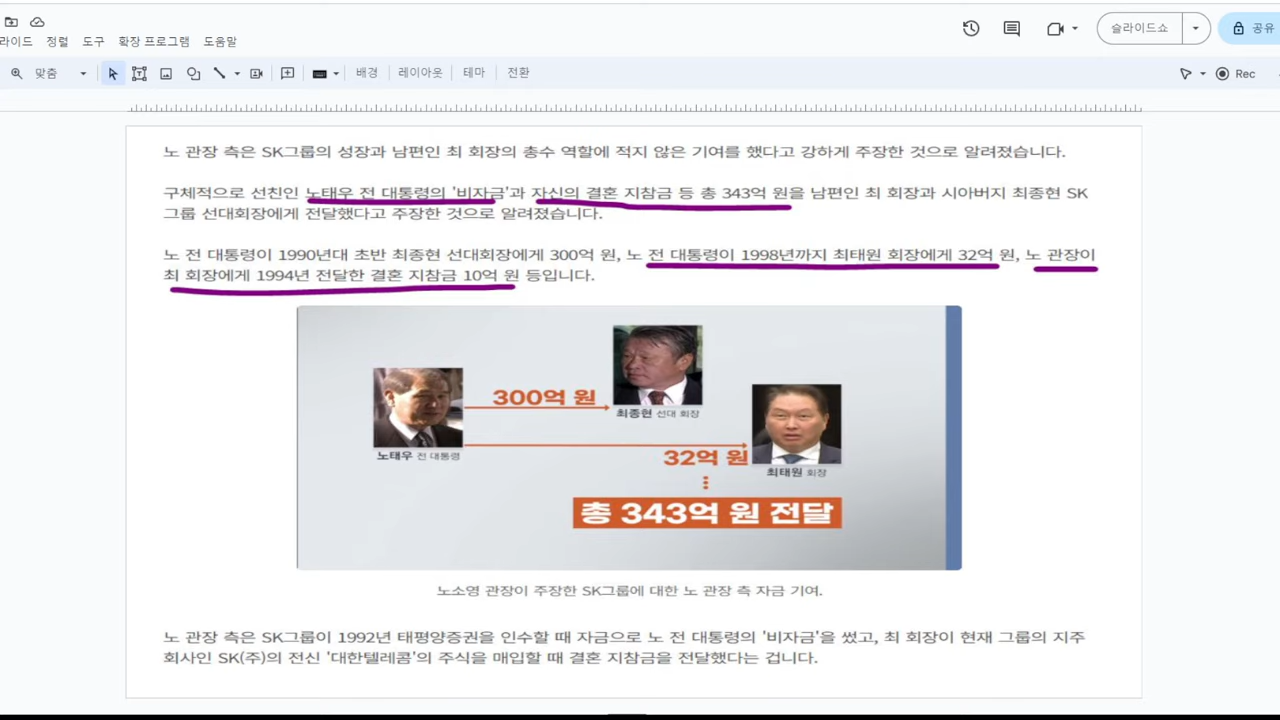 라이드 정렬 도구 확장 프로그램 도움말
슬라이드쇼 공유
맞춤 배경 레이아웃 테마 전환 Rec
노 관장 측은 SK그룹의 성장과 남편인 최 회장의 총수 역할에 적지 않은 기여를 했다고 강하게 주장한 것으로 알려졌습니다.
구체적으로 선친인 노태우 전 대통령의 '비자금'과 자신의 결혼 지참금 등 총 343억 원을 남편인 최 회장과 시아버지 최종현 SK
그룹 선대회장에게 전달했다고 주장한 것으로 알려졌습니다.
노 전 대통령이 1990년대 초반 최종현 선대회장에게 300억 원, 노 전 대통령이 1998년까지 최태원 회장에게 32억 원, 노 관장이
최 회장에게 1994년 전달한 결혼 지참금 10억 원 등입니다.
300억 원
최종현 선대 회장
노태우 전 대통령
32억 원
최태원 회장
총 343억 원 전달
노소영 관장이 주장한 SK그룹에 대한 노 관장 측 자금 기여.
노 관장 측은 SK그룹이 1992년 태평양증권을 인수할 때 자금으로 노 전 대통령의 '비자금'을 썼고, 최 회장이 현재 그룹의 지주
회사인 SK(주)의 전신 '대한텔레콤'의 주식을 매입할 때 결혼 지참금을 전달했다는 겁니다.